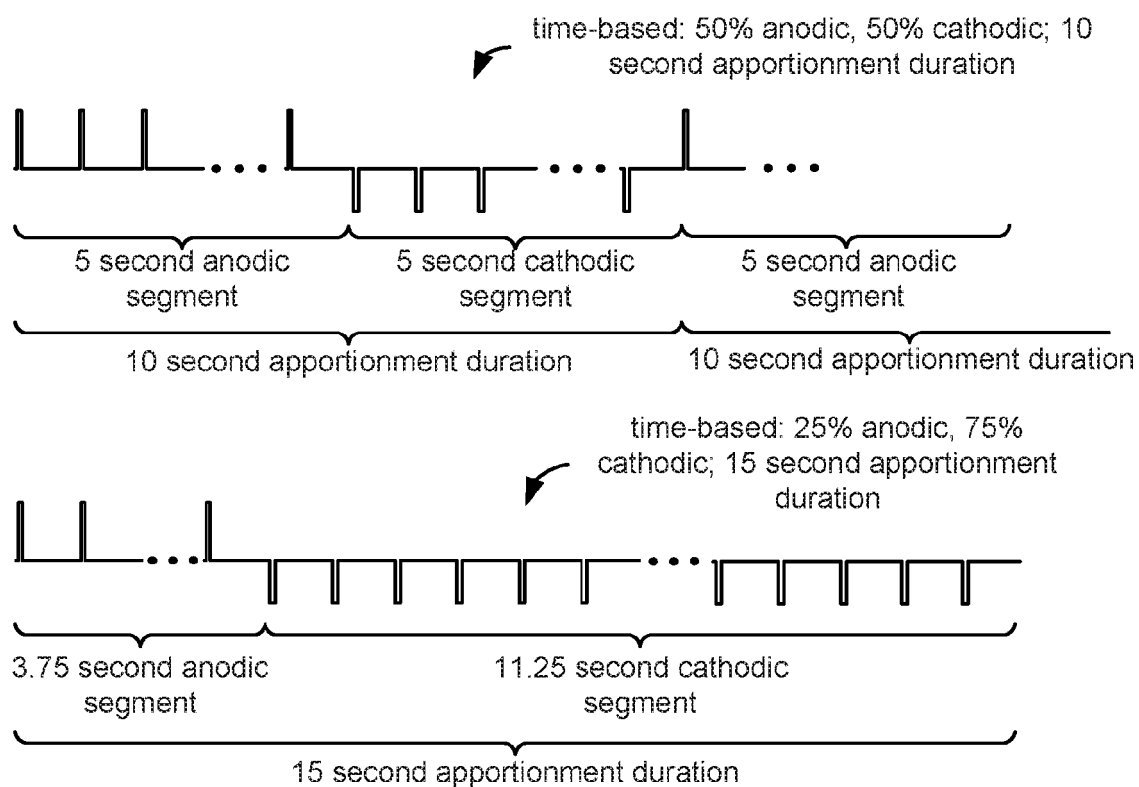 time-based: 50% anodic, 50% cathodic; 10
second apportionment duration
5 second anodic
segment
5 second cathodic
segment
5 second anodic
segment
10 second apportionment duration
10 second apportionment duration
time-based: 25% anodic, 75%
cathodic; 15 second apportionment
duration
3.75 second anodic
segment
11.25 second cathodic
segment
15 second apportionment duration